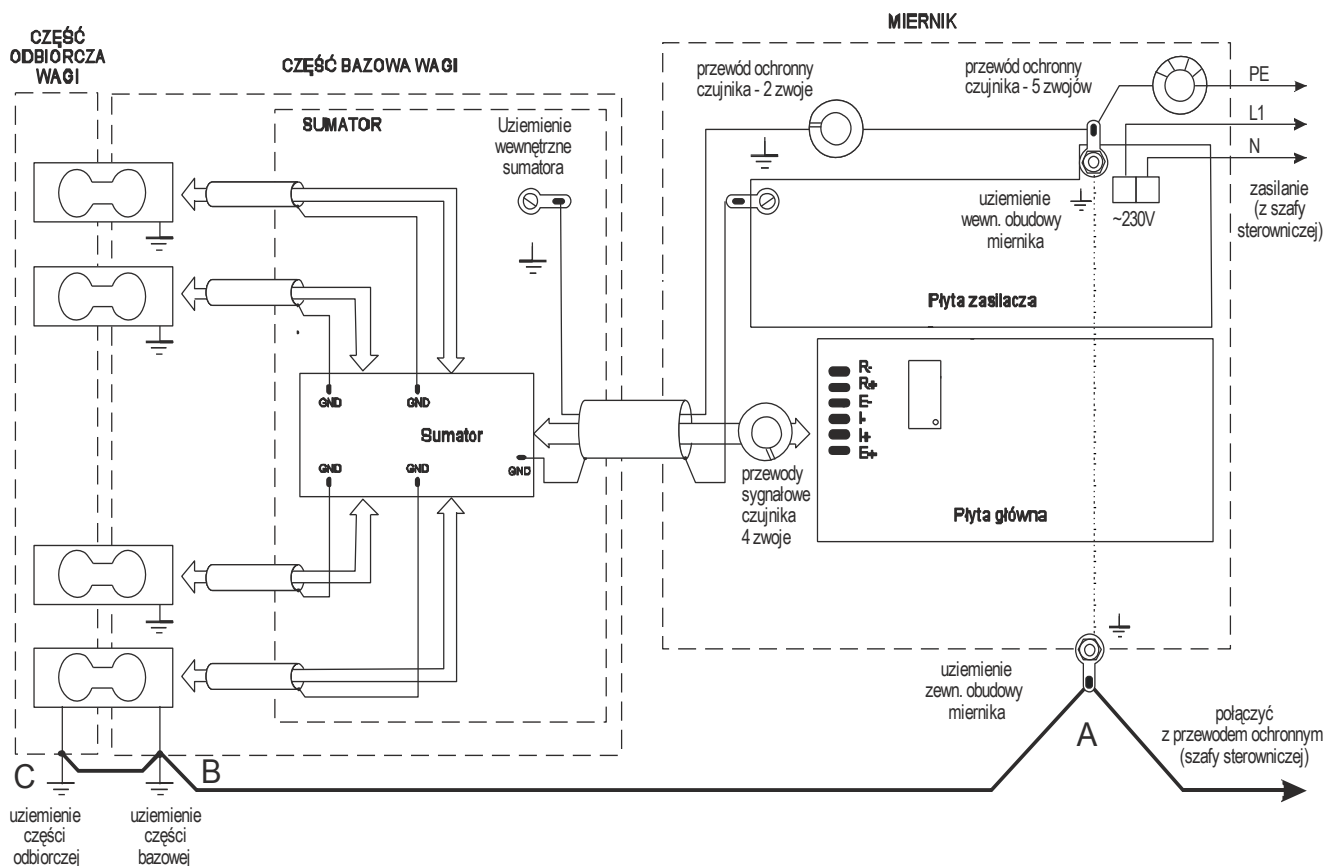 MIERNIK
CZĘŚĆ
ODBIORCZA
WAGI
CZĘŚĆ BAZOWA WAGI
przewód ochronny
czujnika - 2 zwoje
przewód ochronny
czujnika - 5 zwojów
PE
L1
N
SUMATOR
Uziemienie
wewnętrzne
sumatora
uziemienie
wewn. obudowy
miernika
~230V
zasilanie
(z szafy
sterowniczej)
Płyta zasilacza
GND
GND
Sumator
GND
GND
GND
R-
R+
E-
I-
I+
E+
przewody
sygnałowe
czujnika
4 zwoje
Płyta główna
uziemienie
zewn. obudowy
miernika
A
połączyć
z przewodem ochronnym
(szafy sterowniczej)
C
B
uziemienie
części
odbiorczej
uziemienie
części
bazowej